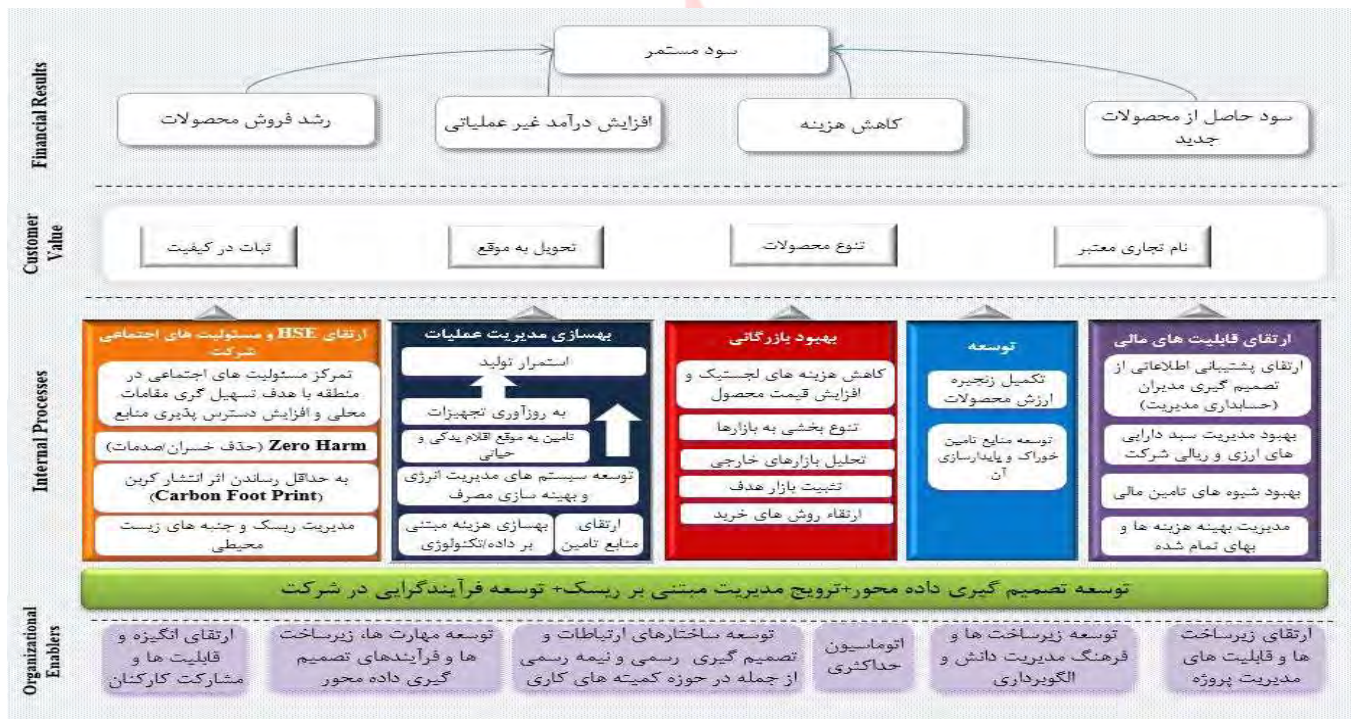 Financial Results
سود مستمر
سود حاصل از محصولات
جدید
کاهش هزینه
افزایش درآمد غیر عملیاتی
رشد فروش محصولات
Customer
Value
نام تجاری معتبر
تنوع محصولات
تحویل به موقع
ثبات در کیفیت
Internal Processes
ارتقای قابلیت های مالی
ارتقای پشتیبانی اطلاعاتی از
تصمیم گیری مدیران
(حسابداری مدیریت)
بهبود مدیریت سبد دارایی
های ارزی و ریالی شرکت
بهبود شیوه های تامین مالی
مدیریت بهینه هزینه ها و
بهای تمام شده
توسعه
تکمیل زنجیره
ارزش محصولات
توسعه منابع تامین
خوراک و پایدارسازی
آن
بهبود بازرگانی
کاهش هزینه های لجستیک و
افزایش قیمت محصول
تنوع بخشی به بازارها
تحلیل بازارهای خارجی
تثبیت بازار هدف
ارتقاء روش های خرید
بهسازی مدیریت عملیات
استمرار تولید
به روزآوری تجهیزات
تامین به موقع اقلام یدکی و
حیاتی
توسعه سیستم های مدیریت انرژی
و بهینه سازی مصرف
ارتقای
منابع تامین
بهسازی هزینه مبتنی
بر داده/تکنولوژی
ارتقای HSE و مسئولیت های اجتماعی
شرکت
تمرکز مسئولیت های اجتماعی در
منطقه با هدف تسهیل گری مقامات
محلی و افزایش دسترس پذیری منابع
Zero Harm (حذف خسران/صدمات)
به حداقل رساندن اثر انتشار کربن
(Carbon Foot Print)
مدیریت ریسک و جنبه های زیست
محیطی
توسعه تصمیم گیری داده محور+ترویج مدیریت مبتنی بر ریسک+ توسعه فرآیندگرایی در شرکت
Organizational
Enablers
ارتقای زیرساخت
ها و قابلیت های
مدیریت پروژه
توسعه زیرساخت ها و
فرهنگ مدیریت دانش و
الگوبرداری
اتوماسیون
حداکثری
توسعه ساختارهای ارتباطات و
تصمیم گیری رسمی و نیمه رسمی
از جمله در حوزه کمیته های کاری
توسعه مهارت ها، زیرساخت
ها و فرآیندهای تصمیم
گیری داده محور
ارتقای انگیزه و
قابلیت ها و
مشارکت کارکنان